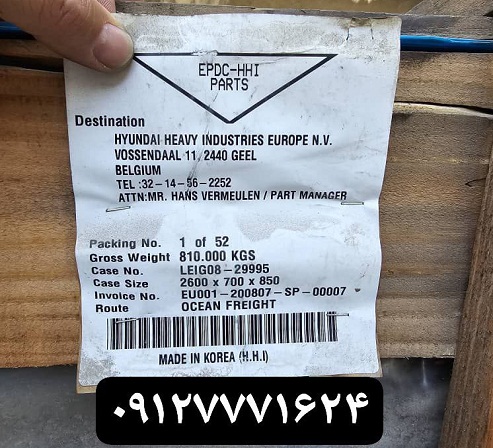 EPDC-HHI
PARTS
Destination
HYUNDAI HEAVY INDUSTRIES EUROPE N.V.
VOSSENDAAL 11, 2440 GEEL
BELGIUM
TEL :32-14-56-2252
ATTN:MR. HANS VERMEULEN / PART MANAGER
Packing No. 1 of 52
Gross Weight 810.000 KGS
Case No. LEIG08-29995
Case Size 2600 x 700 x 850
Invoice No. EU001-200807-SP-00007
Route OCEAN FREIGHT
MADE IN KOREA (H.H.I)
۰۹۱۲۷۷۷۱۶۲۴